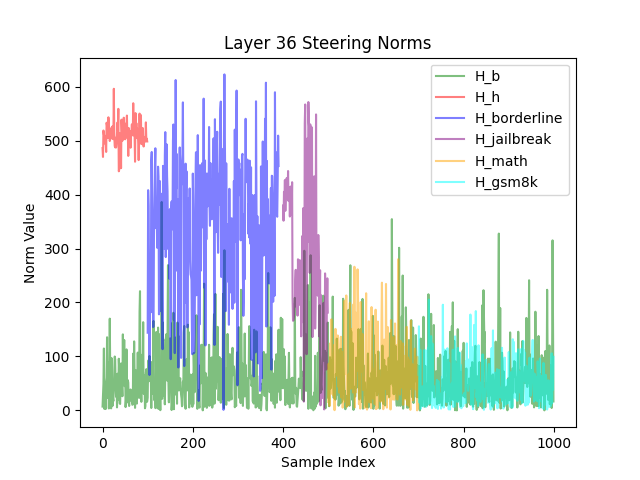 Layer 36 Steering Norms
Norm Value
600
500
400
300
200
100
0
H_b
H_h
H_borderline
H_jailbreak
H_math
H_gsm8k
0
200
400
600
800
1000
Sample Index